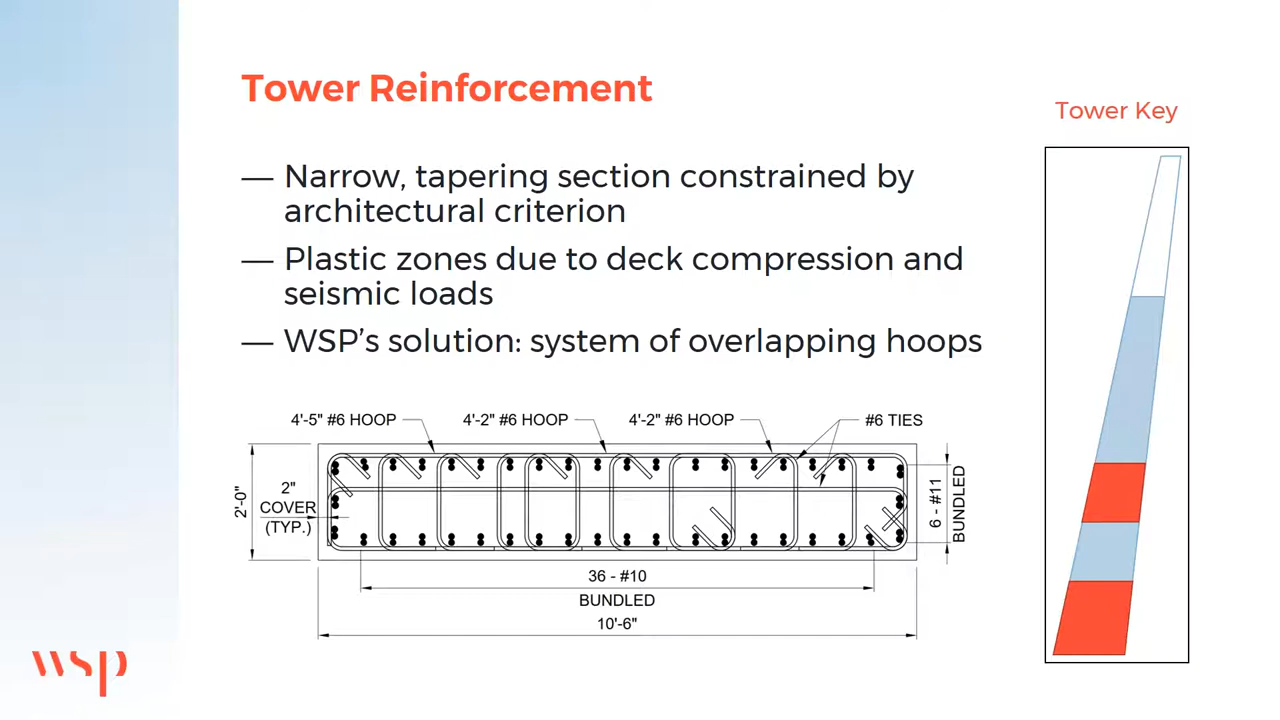 Tower Reinforcement
Tower Key
— Narrow, tapering section constrained by
architectural criterion
— Plastic zones due to deck compression and
seismic loads
— WSP’s solution: system of overlapping hoops
4'-5" #6 HOOP
4'-2" #6 HOOP
4'-2" #6 HOOP
#6 TIES
2'-0"
2"
COVER
(TYP.)
6 - #11
BUNDLED
36 - #10
BUNDLED
10'-6"
wsp